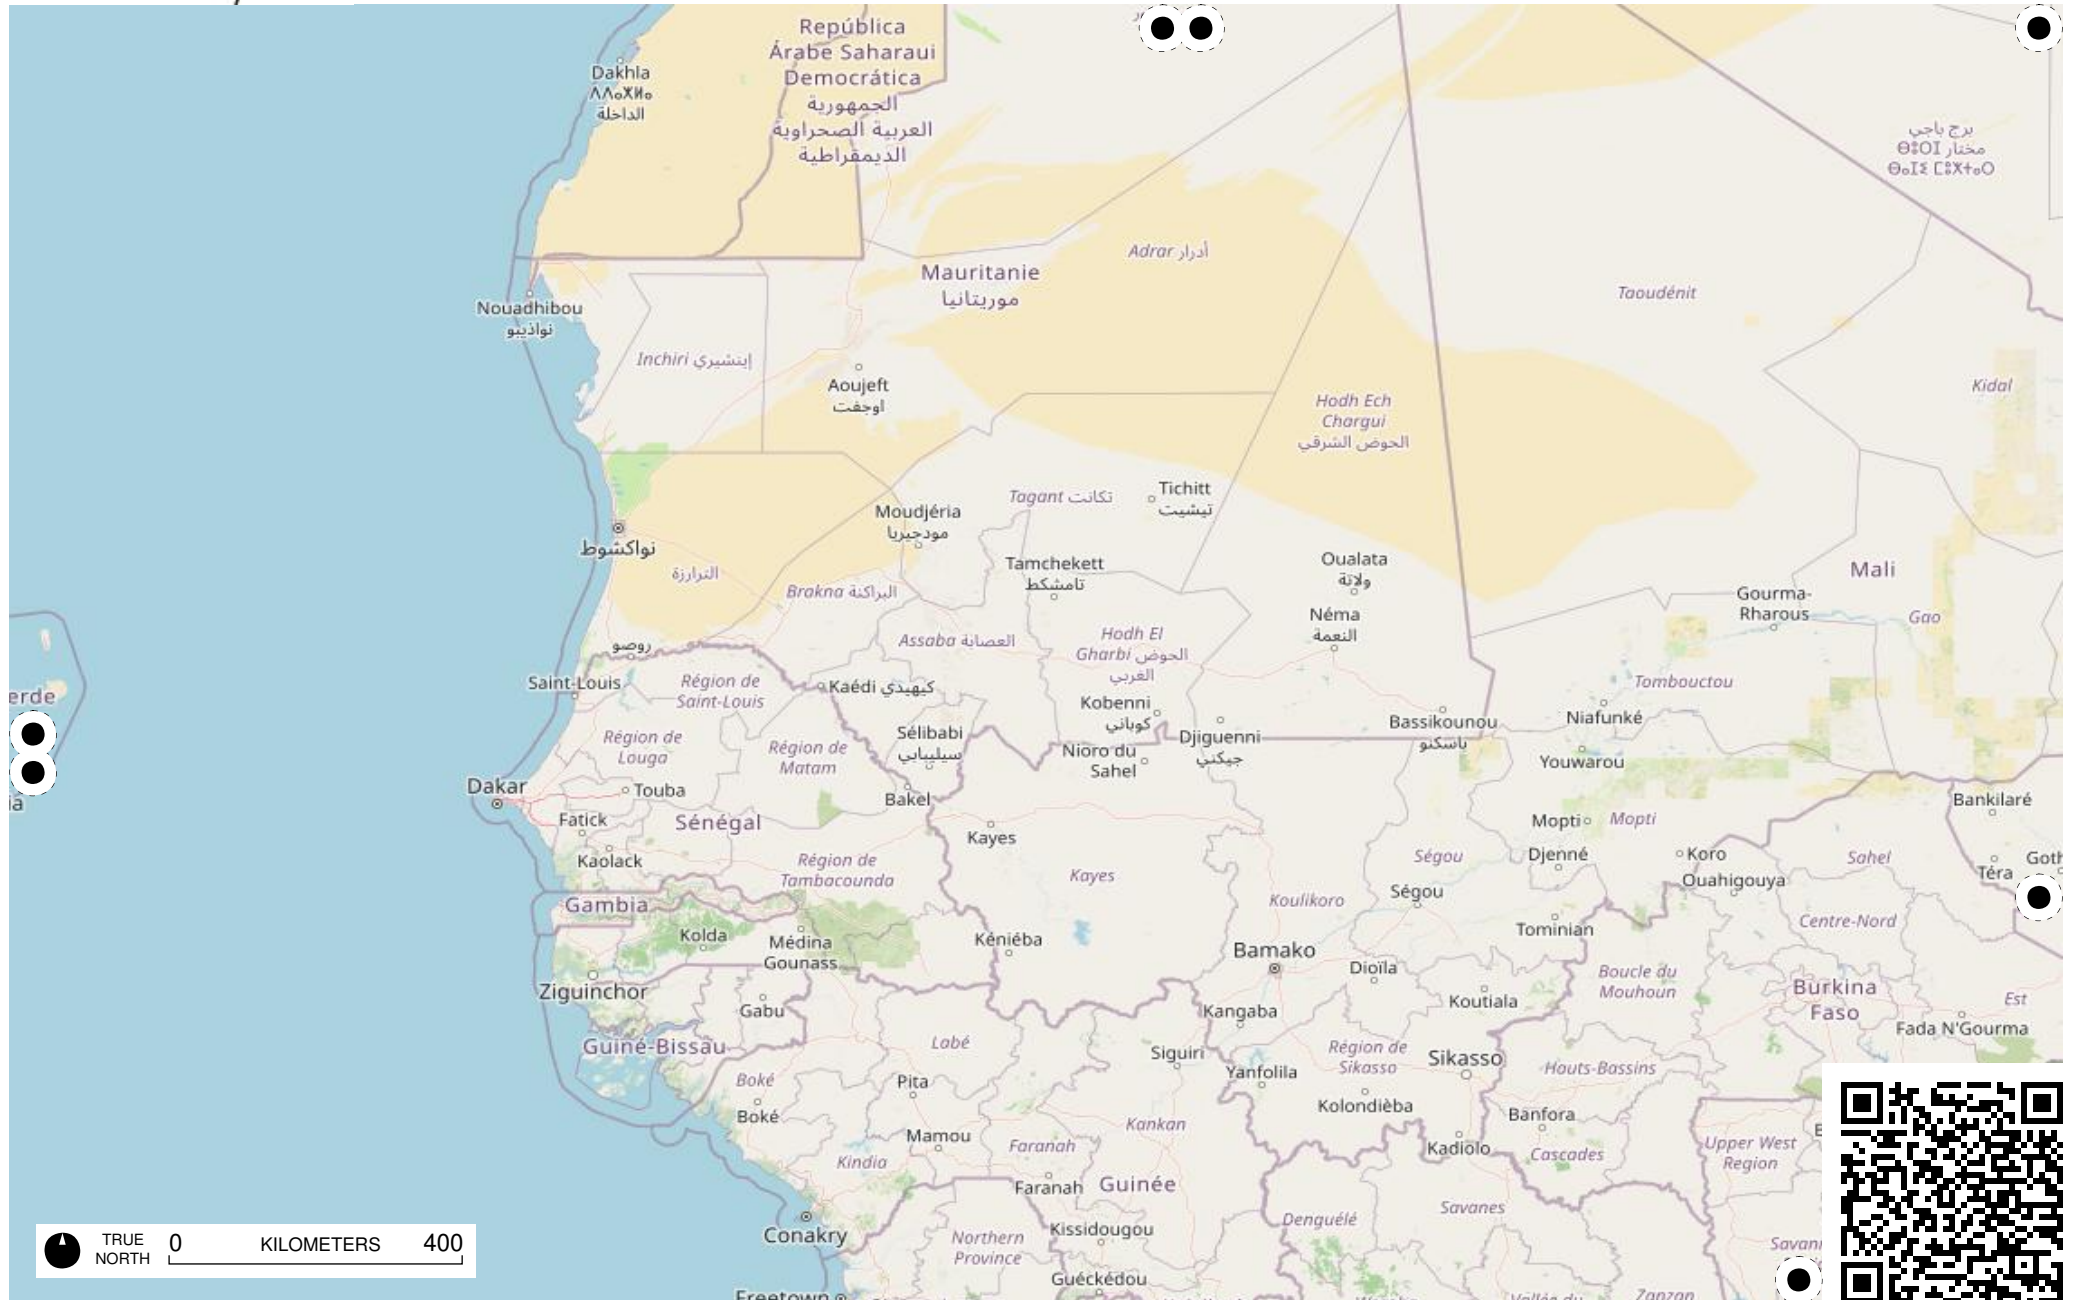 República
Árabe Saharaui
Democrática
الجمهورية
العربية الصحراوية
الديمقراطية
Dakhla
ⴷⴷⴰⵅⵍⴰ
الداخلة
برج باجي
مختار
أدرار Adrar
Mauritanie
موريتانيا
Taoudénit
Nouadhibou
نواذيبو
Inchiri إينشيري
Aoujeft
اوجفت
Kidal
Hodh Ech
Chargui
الحوض الشرقي
Tagant تكانت
Tichitt
تيشيت
Moudjéria
مودجيريا
نواكشوط
الترارزة
Tamchekett
تامشكط
Oualata
ولاتة
Mali
Brakna البراكنة
Gourma-
Rharous
Gao
Néma
النعمة
روصو
Assaba العصابة
Hodh El
Gharbi الحوض
الغربي
erde
Saint-Louis
Région de
Saint-Louis
Kaédi كيهيدي
Tombouctou
Kobenni
كوباني
Bassikounou
باسكنو
Niafunké
Région de
Louga
Région de
Matam
Sélibabi
سيليبابي
Nioro du
Sahel
Djiguenni
جيكني
Youwarou
ia
Dakar
Touba
Bakel
Bankilaré
Fatick
Sénégal
Kayes
Mopti
Mopti
Kaolack
Région de
Tambacounda
Kayes
Ségou
Djenné
Koro
Sahel
Téra
Goth
Ouahigouya
Gambia
Koulikoro
Ségou
Centre-Nord
Kolda
Médina
Gounass
Kéniéba
Bamako
Tominian
Dioïla
Boucle du
Mouhoun
Burkina
Faso
Ziguinchor
Gabu
Kangaba
Koutiala
Est
Fada N'Gourma
Guiné-Bissau
Labé
Siguiri
Région de
Sikasso
Sikasso
Hauts-Bassins
Boké
Pita
Yanfolila
Boké
Kolondièba
Banfora
Mamou
Faranah
Kankan
Kadiolo
Cascades
Upper West
Region
Kindia
Faranah
Guinée
Savanes
Conakry
Northern
Province
Kissidougou
Denguélé
Savann
Guéckédou
Freetown
Zanzan
TRUE
NORTH
0 KILOMETERS 400